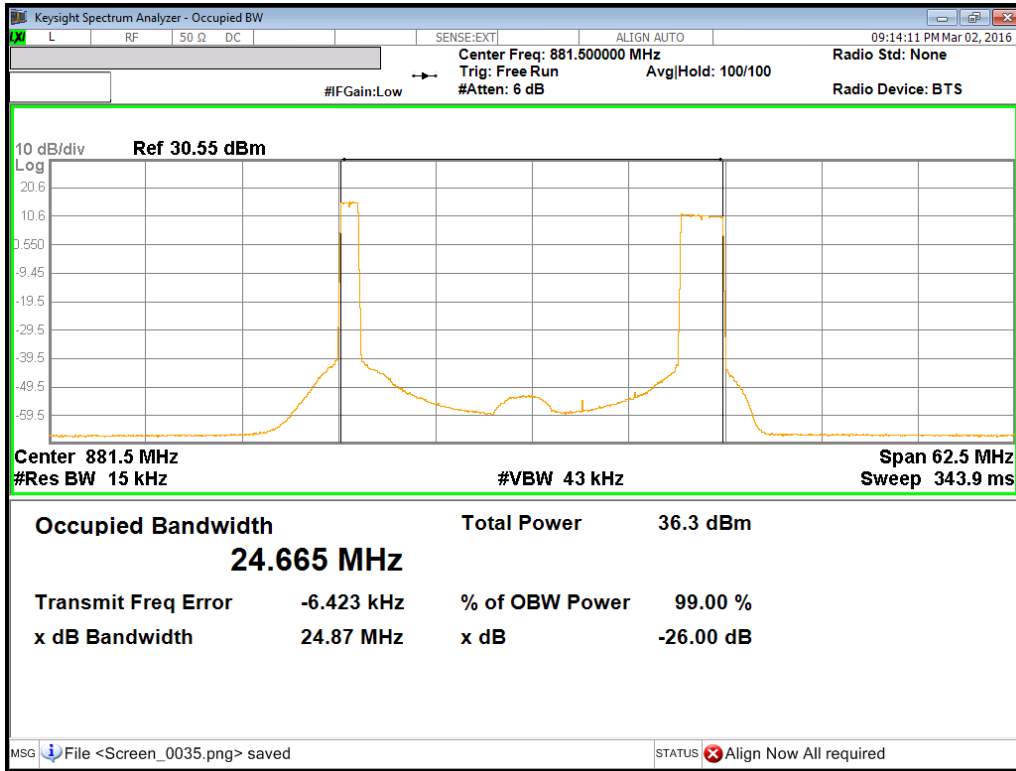 Keysight Spectrum Analyzer - Occupied BW
LXI L RF 50 Ω DC SENSE:EXT ALIGN AUTO 09:14:11 PM Mar 02, 2016
Center Freq: 881.500000 MHz Radio Std: None
Trig: Free Run Avg|Hold: 100/100
#IFGain:Low #Atten: 6 dB Radio Device: BTS
10 dB/div Ref 30.55 dBm
Log
20.6
10.6
0.550
-9.45
-19.5
-29.5
-39.5
-49.5
-59.5
Center 881.5 MHz Span 62.5 MHz
#Res BW 15 kHz #VBW 43 kHz Sweep 343.9 ms
Occupied Bandwidth Total Power 36.3 dBm
24.665 MHz
Transmit Freq Error -6.423 kHz % of OBW Power 99.00 %
x dB Bandwidth 24.87 MHz x dB -26.00 dB
MSG File <Screen_0035.png> saved STATUS Align Now All required